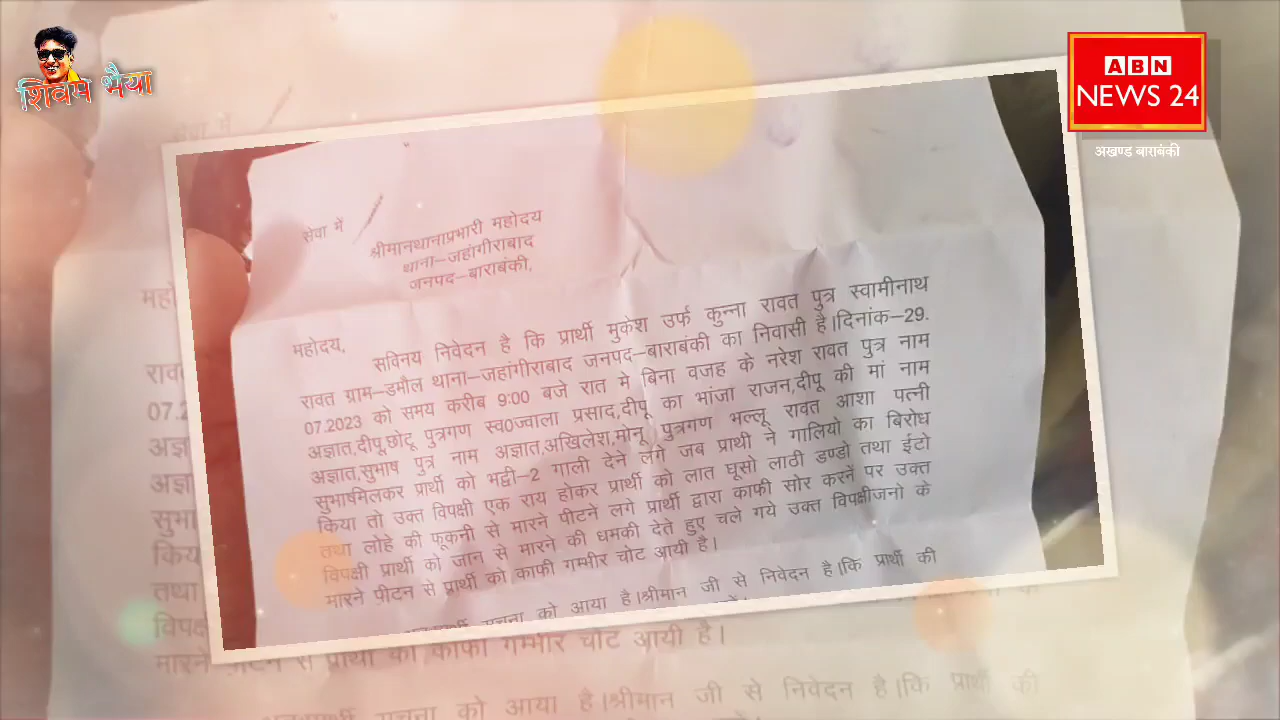 शिवम भैया
ABN
NEWS 24
अखण्ड बाराबंकी
सेवा में
श्रीमानथानाप्रभारी महोदय
थाना–जहांगीराबाद
जनपद–बाराबंकी,
महोदय,
सविनय निवेदन है कि प्रार्थी मुकेश उर्फ कुन्ना रावत पुत्र स्वामीनाथ
रावत ग्राम–डमौल थाना–जहांगीराबाद जनपद–बाराबंकी का निवासी है।दिनांक–29.
07.2023 को समय करीब 9:00 बजे रात मे बिना वजह के नरेश रावत पुत्र नाम
अज्ञात,दीपू,छोटू पुत्रगण स्व0ज्वाला प्रसाद,दीपू का भांजा राजन,दीपू की मां नाम
अज्ञात,सुभाष पुत्र नाम अज्ञात,अखिलेश,मोनू पुत्रगण भल्लू रावत आशा पत्नी
सुभाषमिलकर प्रार्थी को भद्दी–2 गाली देने लगे जब प्रार्थी ने गालियो का बिरोध
किया तो उक्त विपक्षी एक राय होकर प्रार्थी को लात घूसो लाठी डण्डो तथा ईटो
तथा लोहे की फूकनी से मारने पीटने लगे प्रार्थी द्वारा काफी सोर करनें पर उक्त
विपक्षी प्रार्थी को जान से मारने की धमकी देते हुए चले गये उक्त विपक्षीजनो के
मारने पीटन से प्रार्थी को काफी गम्भीर चोट आयी है।
को आया है।श्रीमान जी से निवेदन है।कि प्रार्थी की